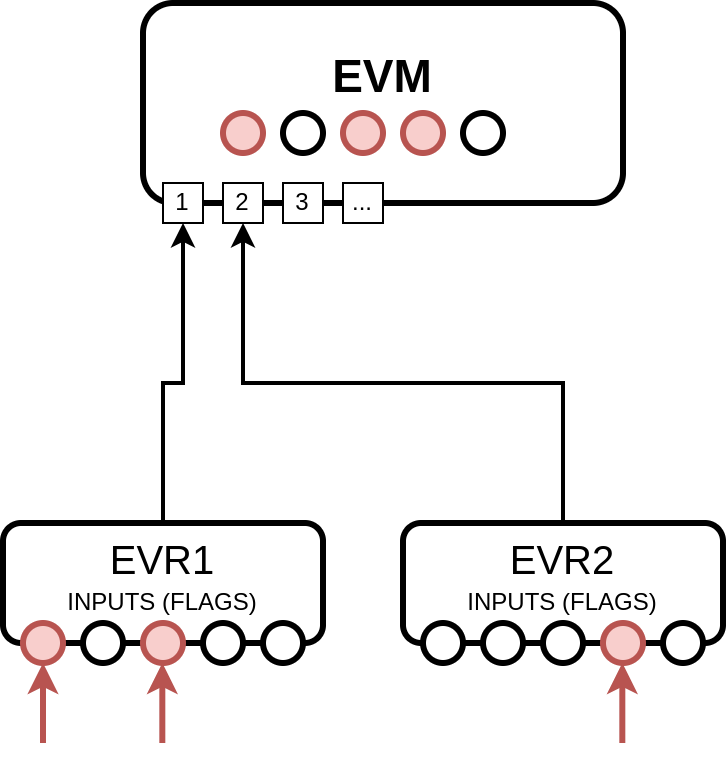 EVM
1 2 3 ...
EVR1
INPUTS (FLAGS)
EVR2
INPUTS (FLAGS)